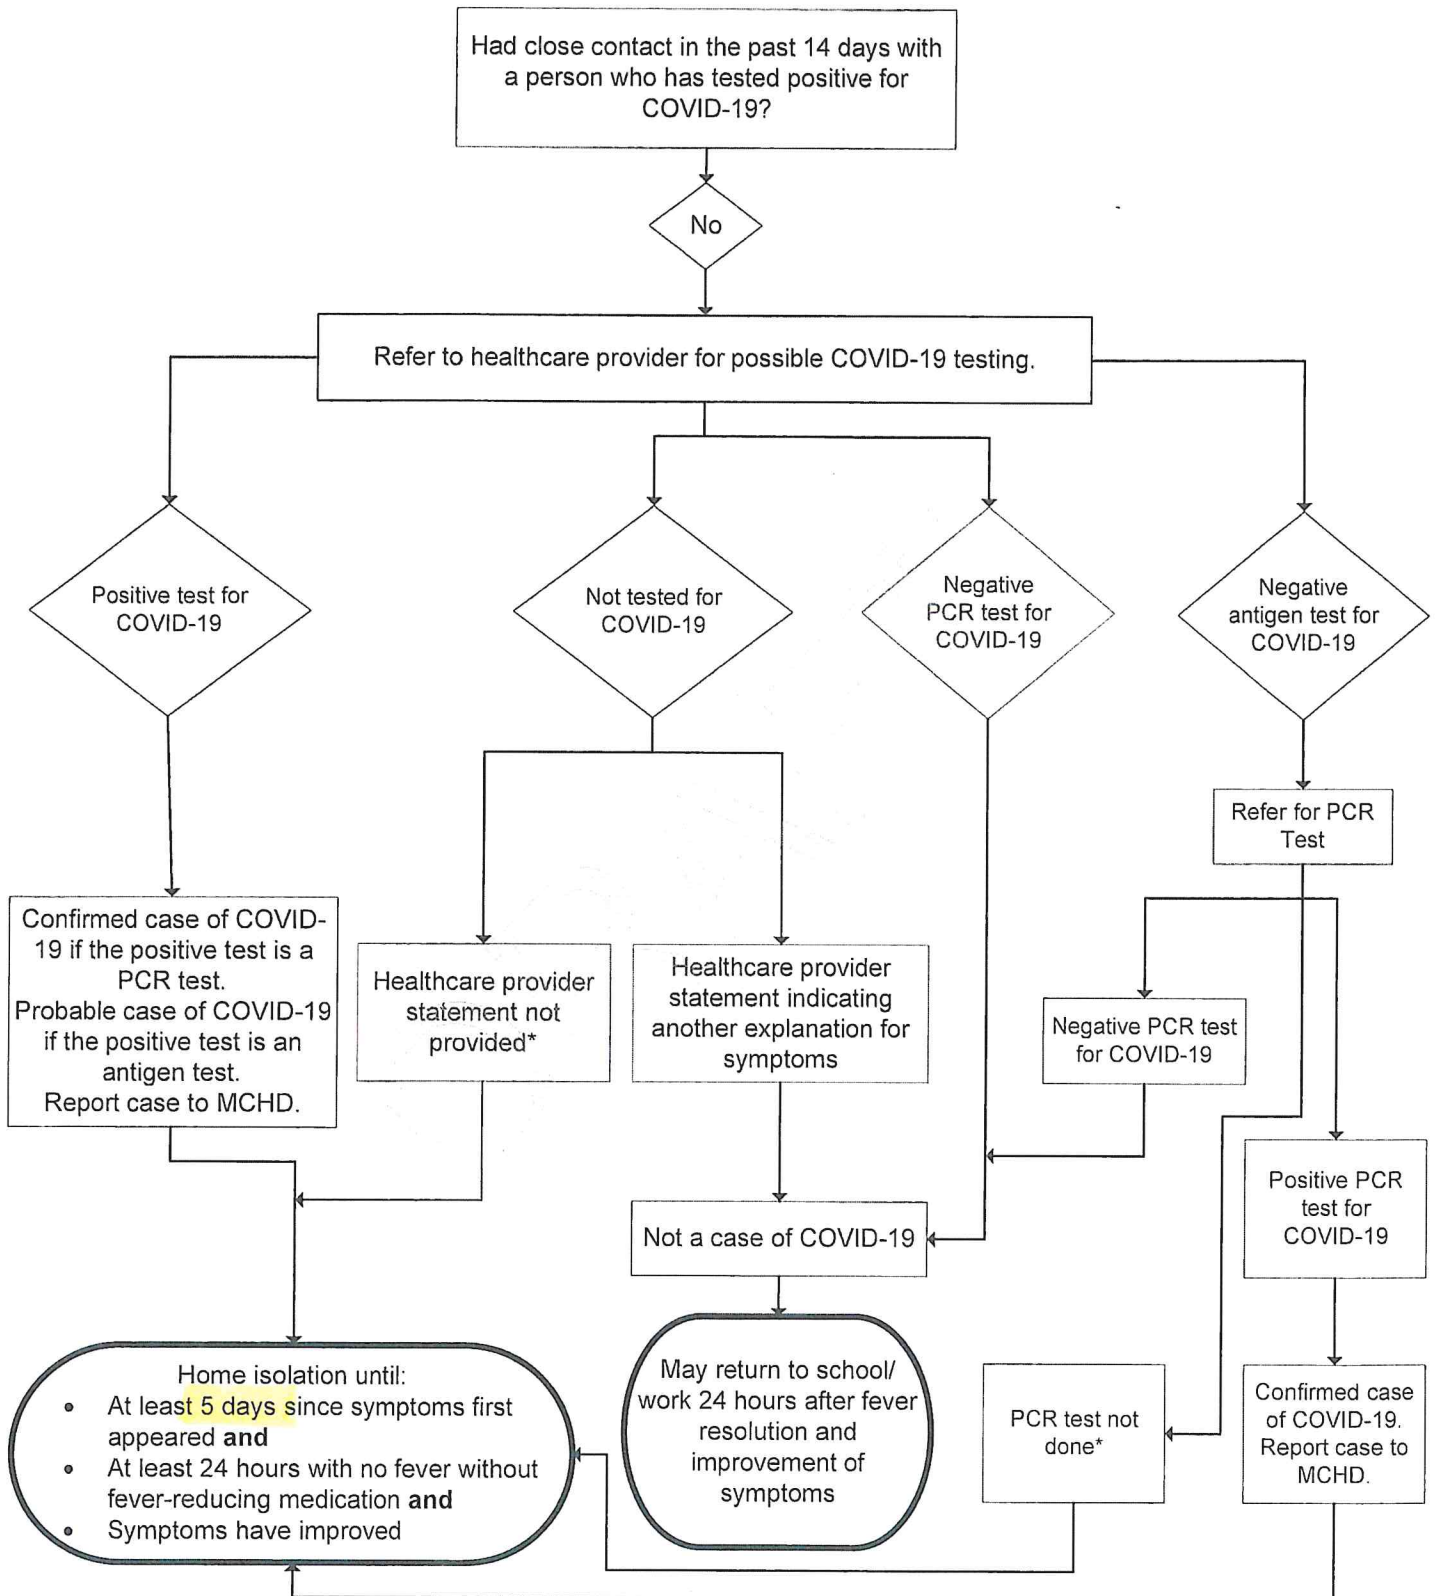 Had close contact in the past 14 days with
a person who has tested positive for
COVID-19?
No
Refer to healthcare provider for possible COVID-19 testing.
Positive test for
COVID-19
Not tested for
COVID-19
Negative
PCR test for
COVID-19
Negative
antigen test for
COVID-19
Refer for PCR
Test
Confirmed case of COVID-
19 if the positive test is a
PCR test.
Probable case of COVID-19
if the positive test is an
antigen test.
Report case to MCHD.
Healthcare provider
statement not
provided*
Healthcare provider
statement indicating
another explanation for
symptoms
Negative PCR test
for COVID-19
Positive PCR
test for
COVID-19
Not a case of COVID-19
Home isolation until:
• At least 5 days since symptoms first
appeared and
• At least 24 hours with no fever without
fever-reducing medication and
• Symptoms have improved
May return to school/
work 24 hours after fever
resolution and
improvement of
symptoms
PCR test not
done*
Confirmed case
of COVID-19.
Report case to
MCHD.